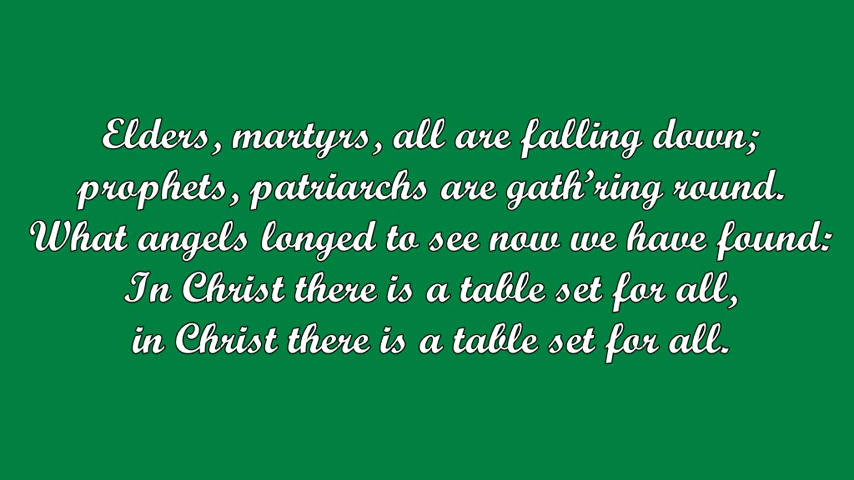 Elders, martyrs, all are falling down;
prophets, patriarchs are gath’ring round.
What angels longed to see now we have found:
In Christ there is a table set for all,
in Christ there is a table set for all.